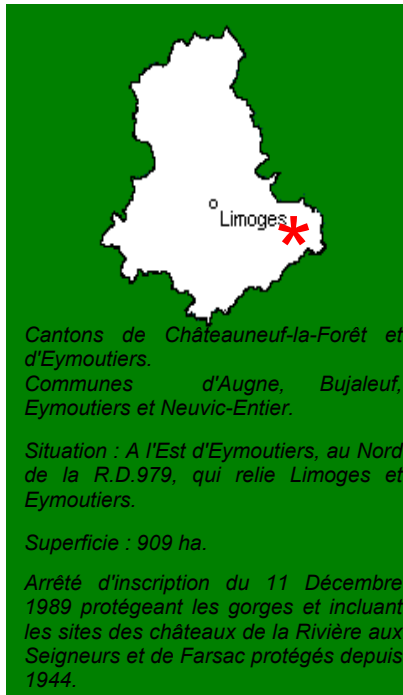 Limoges
Cantons de Châteauneuf-la-Forêt et
d'Eymoutiers.
Communes d'Augne, Bujaleuf,
Eymoutiers et Neuvic-Entier.
Situation : A l'Est d'Eymoutiers, au Nord
de la R.D.979, qui relie Limoges et
Eymoutiers.
Superficie : 909 ha.
Arrêté d'inscription du 11 Décembre
1989 protégeant les gorges et incluant
les sites des châteaux de la Rivière aux
Seigneurs et de Farsac protégés depuis
1944.